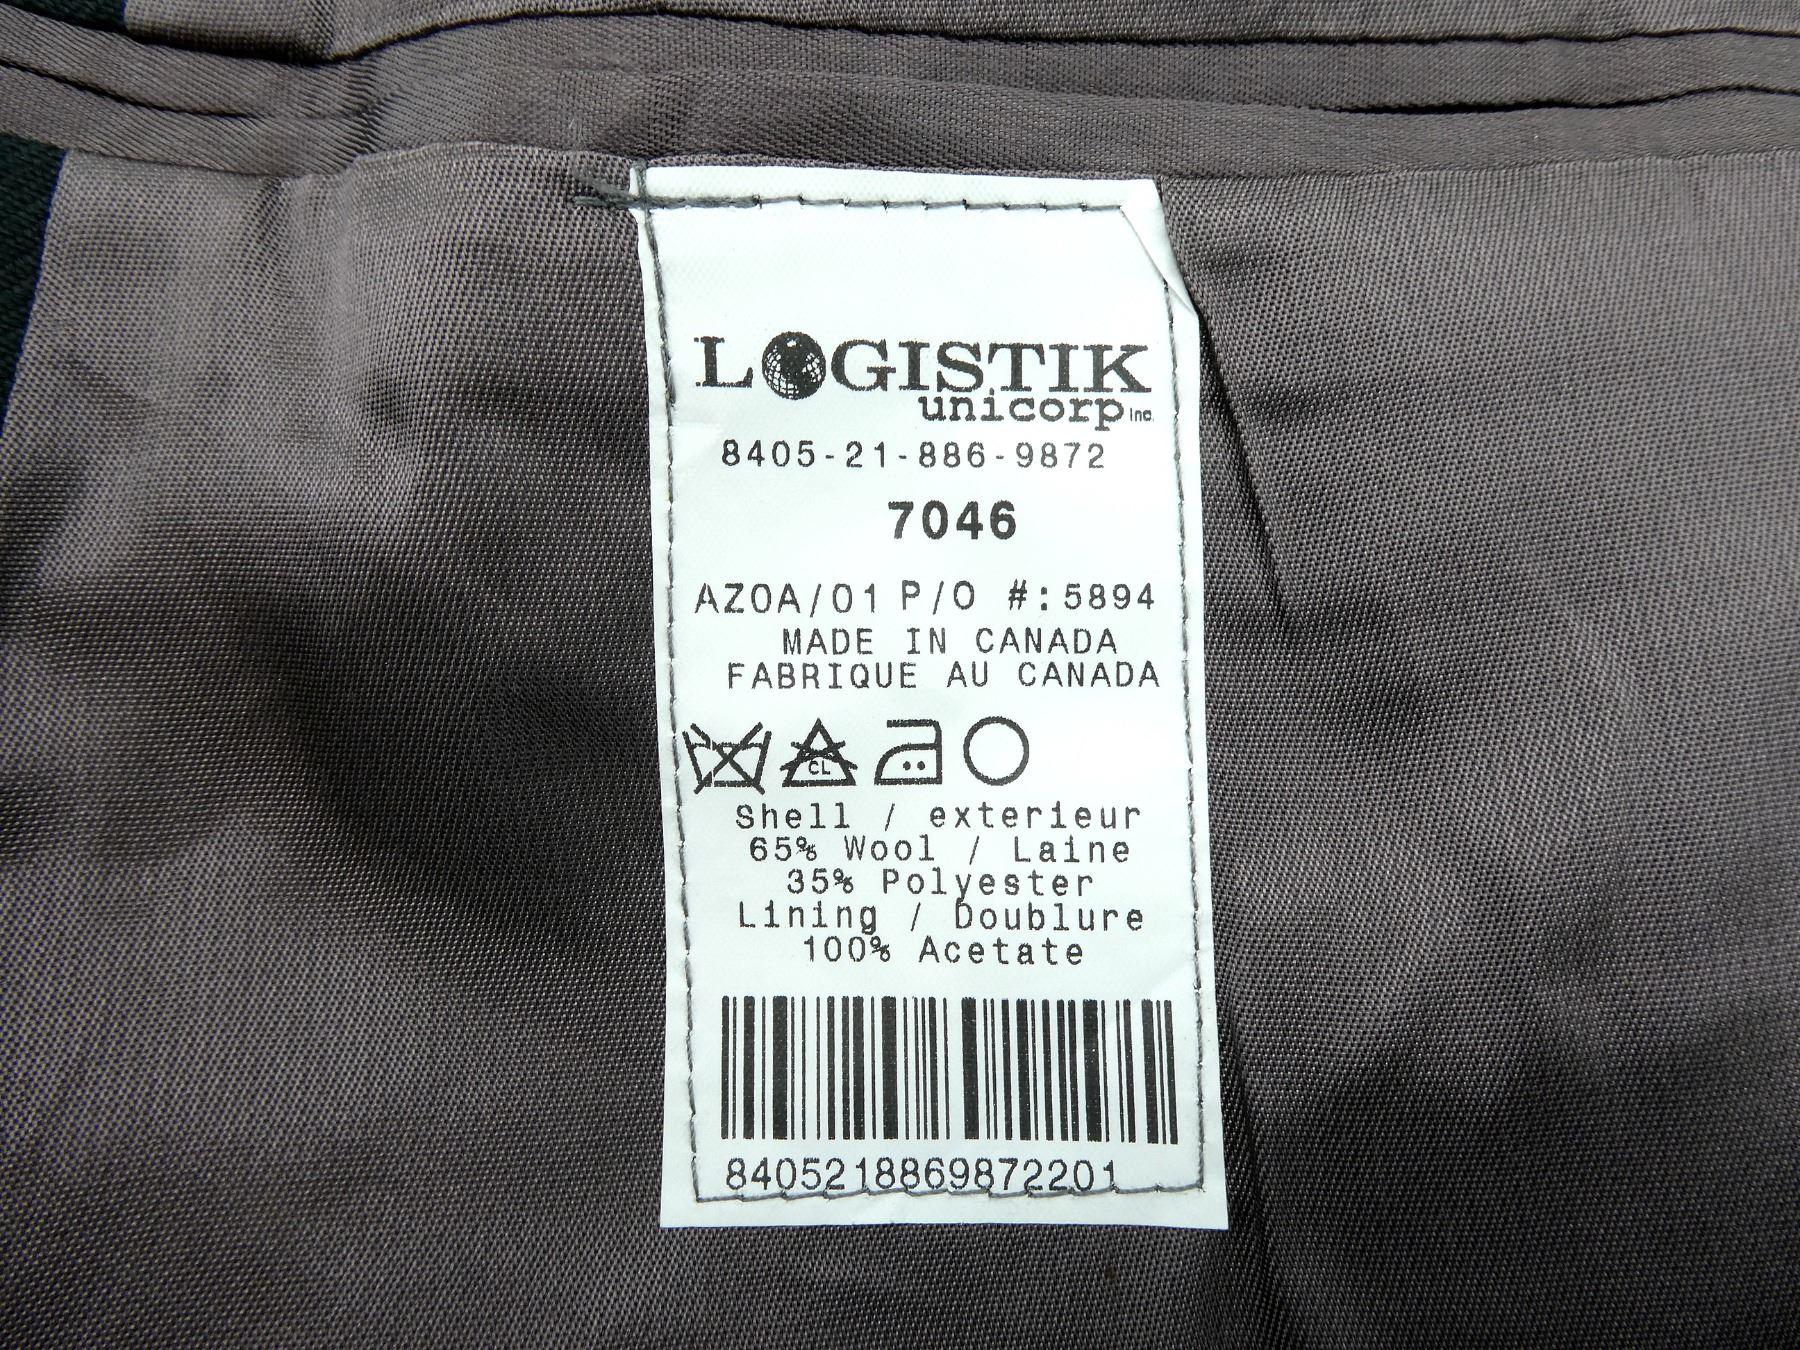 LOGISTIK
unicorp inc.
8405-21-886-9872
7046
AZOA/01 P/O #:5894
MADE IN CANADA
FABRIQUE AU CANADA
CL
Shell / exterieur
65% Wool / Laine
35% Polyester
Lining / Doublure
100% Acetate
8405218869872201